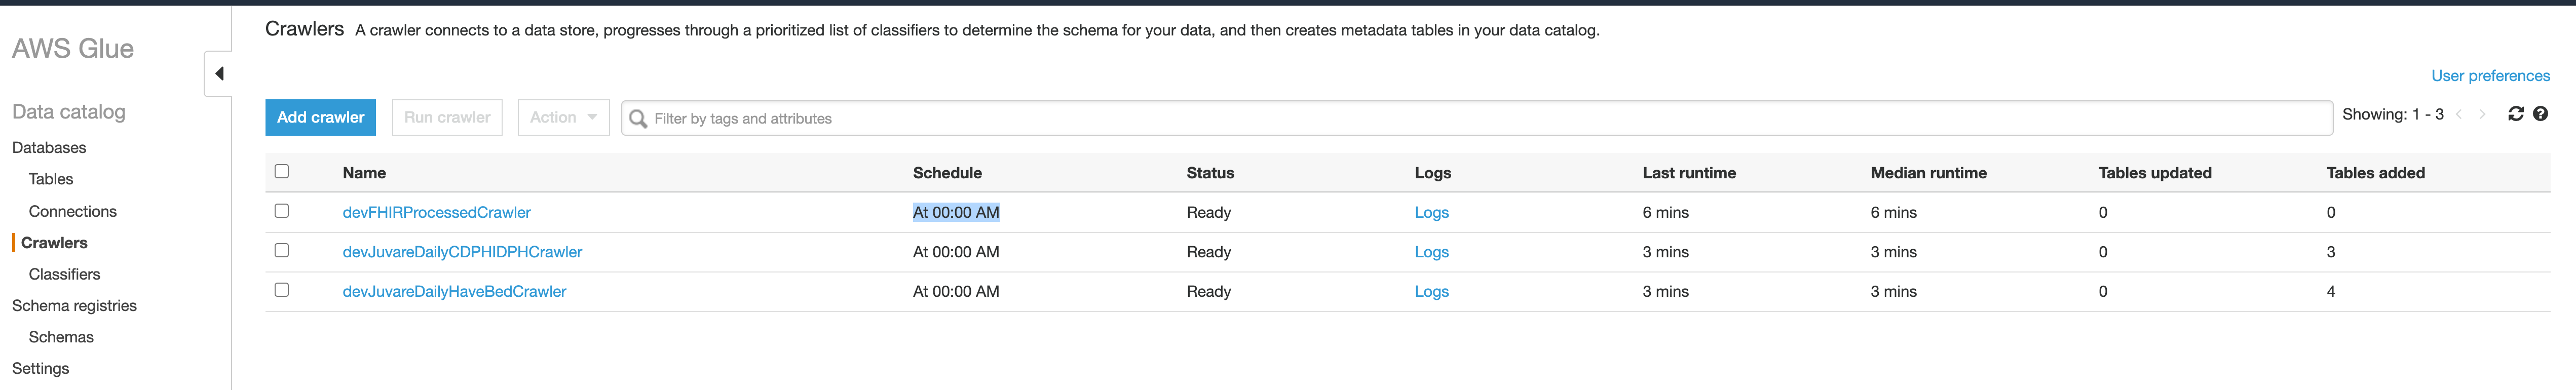 AWS Glue
Data catalog
Databases
Tables
Connections
Crawlers
Classifiers
Schema registries
Schemas
Settings
Crawlers A crawler connects to a data store, progresses through a prioritized list of classifiers to determine the schema for your data, and then creates metadata tables in your data catalog.
User preferences
Add crawler Run crawler Action Filter by tags and attributes Showing: 1 - 3
Name Schedule Status Logs Last runtime Median runtime Tables updated Tables added
devFHIRProcessedCrawler At 00:00 AM Ready Logs 6 mins 6 mins 0 0
devJuvareDailyCDPHIDPHCrawler At 00:00 AM Ready Logs 3 mins 3 mins 0 3
devJuvareDailyHaveBedCrawler At 00:00 AM Ready Logs 3 mins 3 mins 0 4